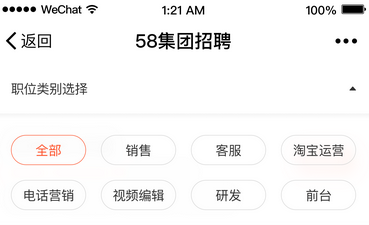 WeChat 1:21 AM 100%
返回 58集团招聘
职位类别选择
全部 销售 客服 淘宝运营
电话营销 视频编辑 研发 前台